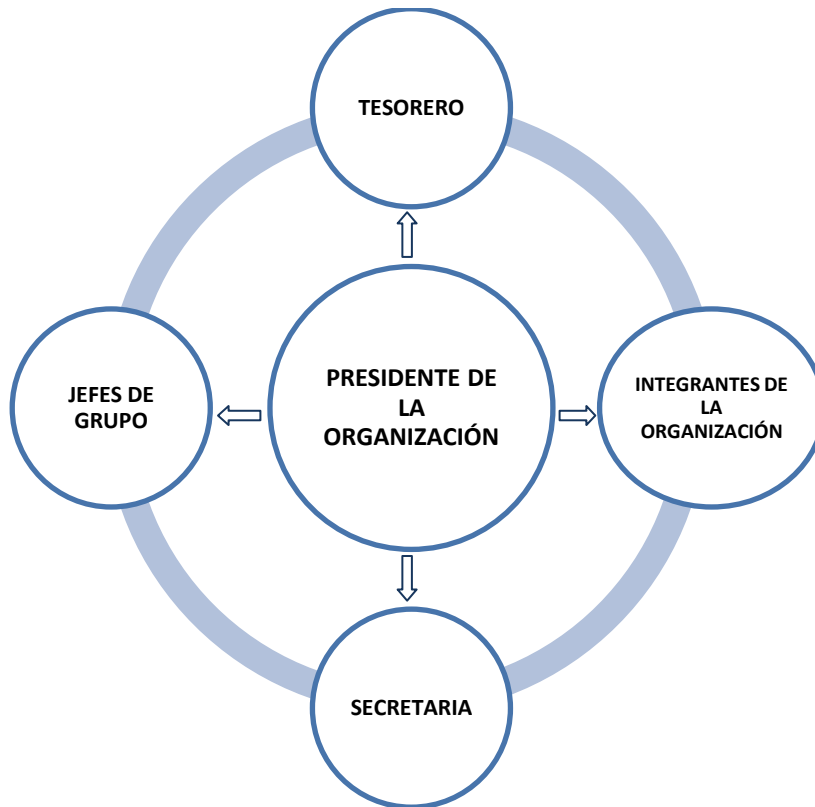 TESORERO
JEFES DE
GRUPO
PRESIDENTE DE
LA
ORGANIZACIÓN
INTEGRANTES DE
LA
ORGANIZACIÓN
SECRETARIA